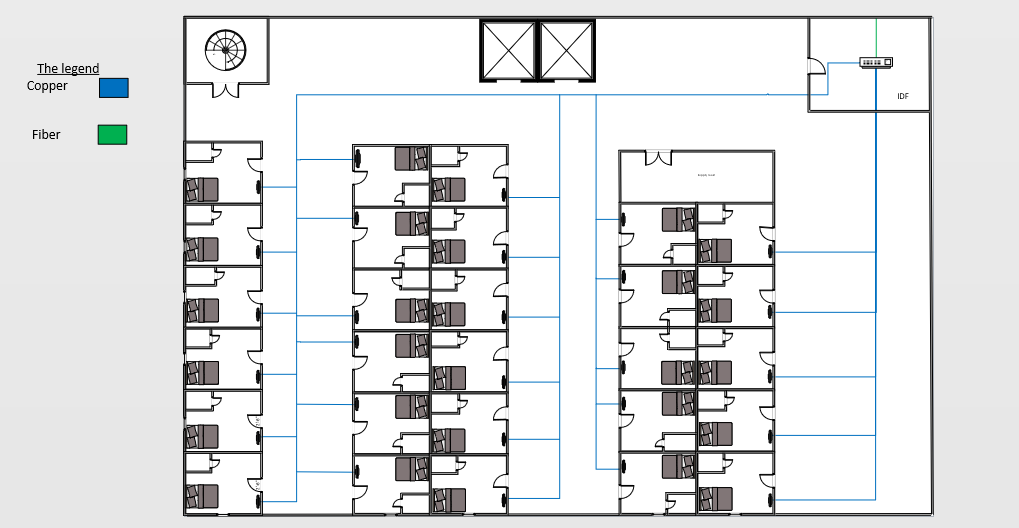 The legend
Copper
Fiber
IDF